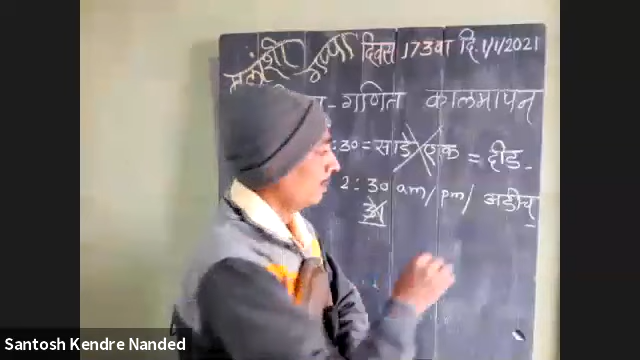 मुलांशी गप्पा दिवस 173वा दि. 1/1/2021
- गणित कालमापन
:30 = साडे एक = दीड
2:30 am/pm/ अडीच
Santosh Kendre Nanded